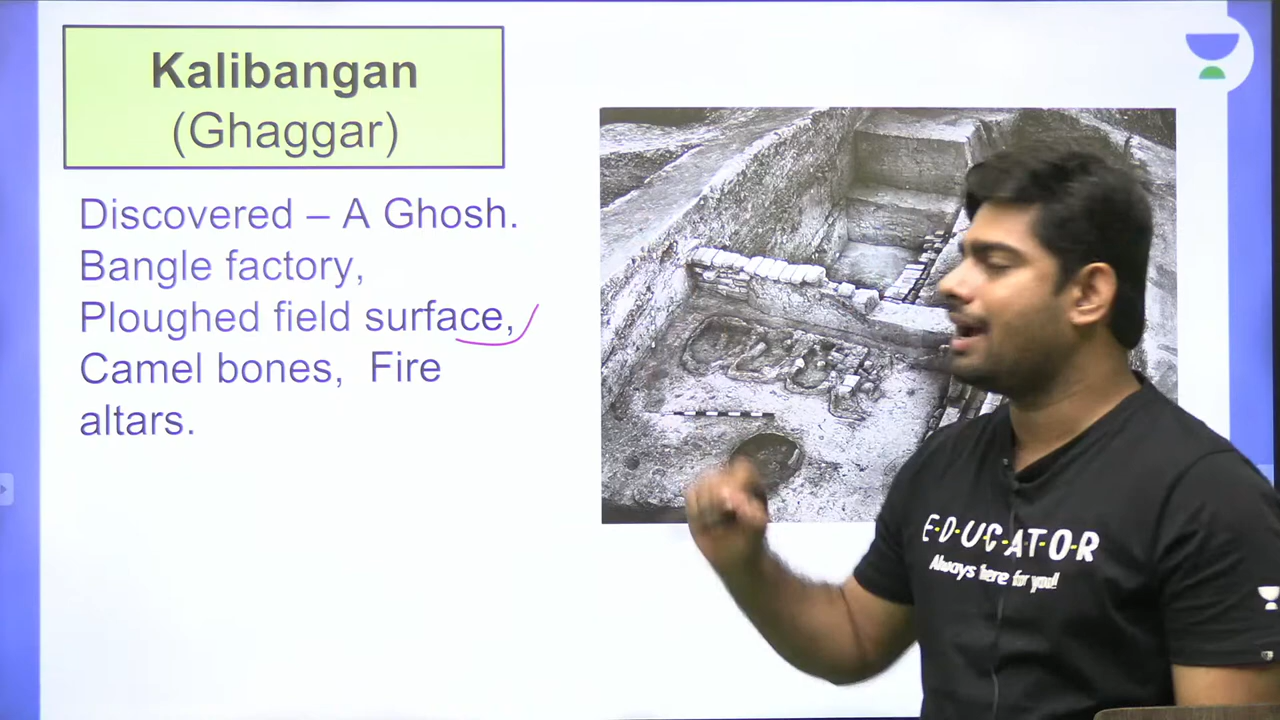 Kalibangan
(Ghaggar)
Discovered – A Ghosh.
Bangle factory,
Ploughed field surface,
Camel bones, Fire
altars.
E·D·U·C·A·T·O·R
Always here for you!!